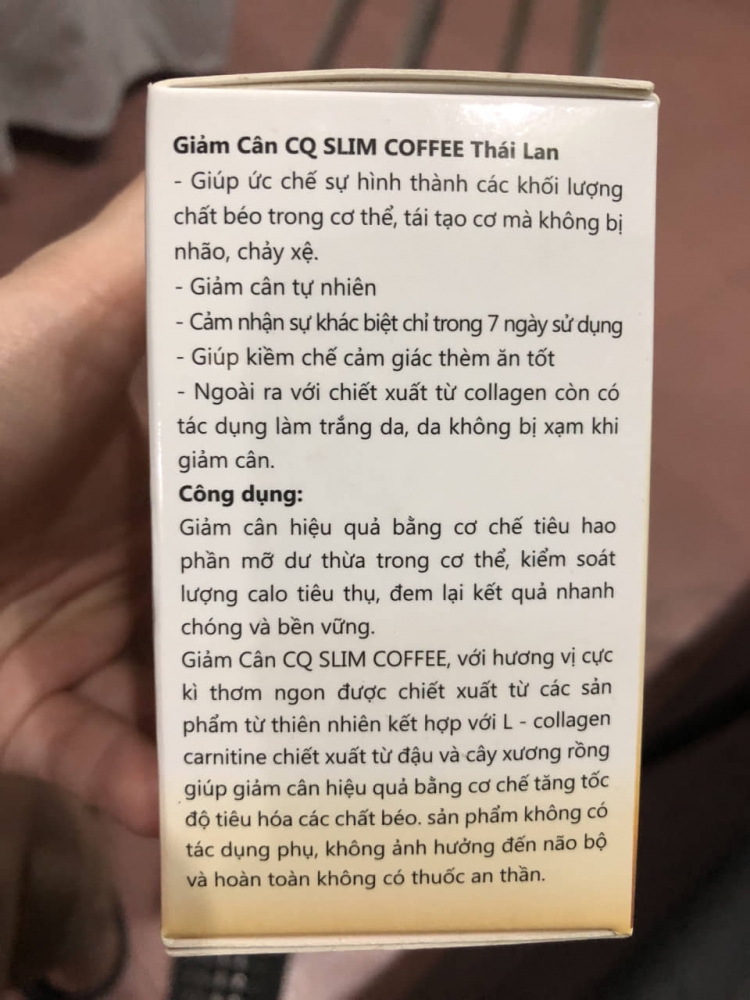 Giảm Cân CQ SLIM COFFEE Thái Lan
- Giúp ức chế sự hình thành các khối lượng
chất béo trong cơ thể, tái tạo cơ mà không bị
nhão, chảy xệ.
- Giảm cân tự nhiên
- Cảm nhận sự khác biệt chỉ trong 7 ngày sử dụng
- Giúp kiềm chế cảm giác thèm ăn tốt
- Ngoài ra với chiết xuất từ collagen còn có
tác dụng làm trắng da, da không bị xạm khi
giảm cân.
Công dụng:
Giảm cân hiệu quả bằng cơ chế tiêu hao
phần mỡ dư thừa trong cơ thể, kiểm soát
lượng calo tiêu thụ, đem lại kết quả nhanh
chóng và bền vững.
Giảm Cân CQ SLIM COFFEE, với hương vị cực
kì thơm ngon được chiết xuất từ các sản
phẩm từ thiên nhiên kết hợp với L - collagen
carnitine chiết xuất từ đậu và cây xương rồng
giúp giảm cân hiệu quả bằng cơ chế tăng tốc
độ tiêu hóa các chất béo. sản phẩm không có
tác dụng phụ, không ảnh hưởng đến não bộ
và hoàn toàn không có thuốc an thần.